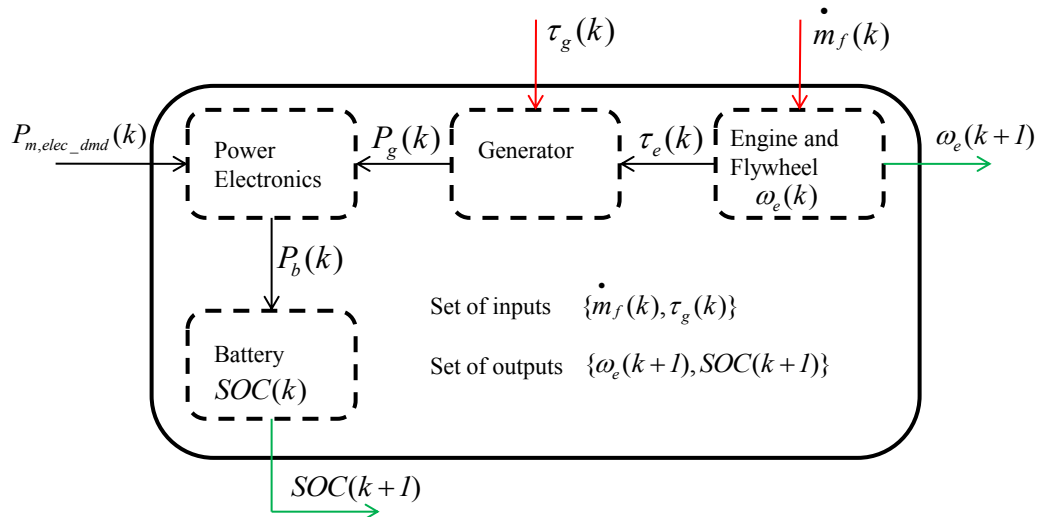 τ_g(k)
ṁ_f(k)
P_{m,elec_dmd}(k)
Power
Electronics
P_g(k)
Generator
τ_e(k)
Engine and
Flywheel
ω_e(k)
ω_e(k+1)
P_b(k)
Set of inputs {ṁ_f(k),τ_g(k)}
Battery
SOC(k)
Set of outputs {ω_e(k+1),SOC(k+1)}
SOC(k+1)